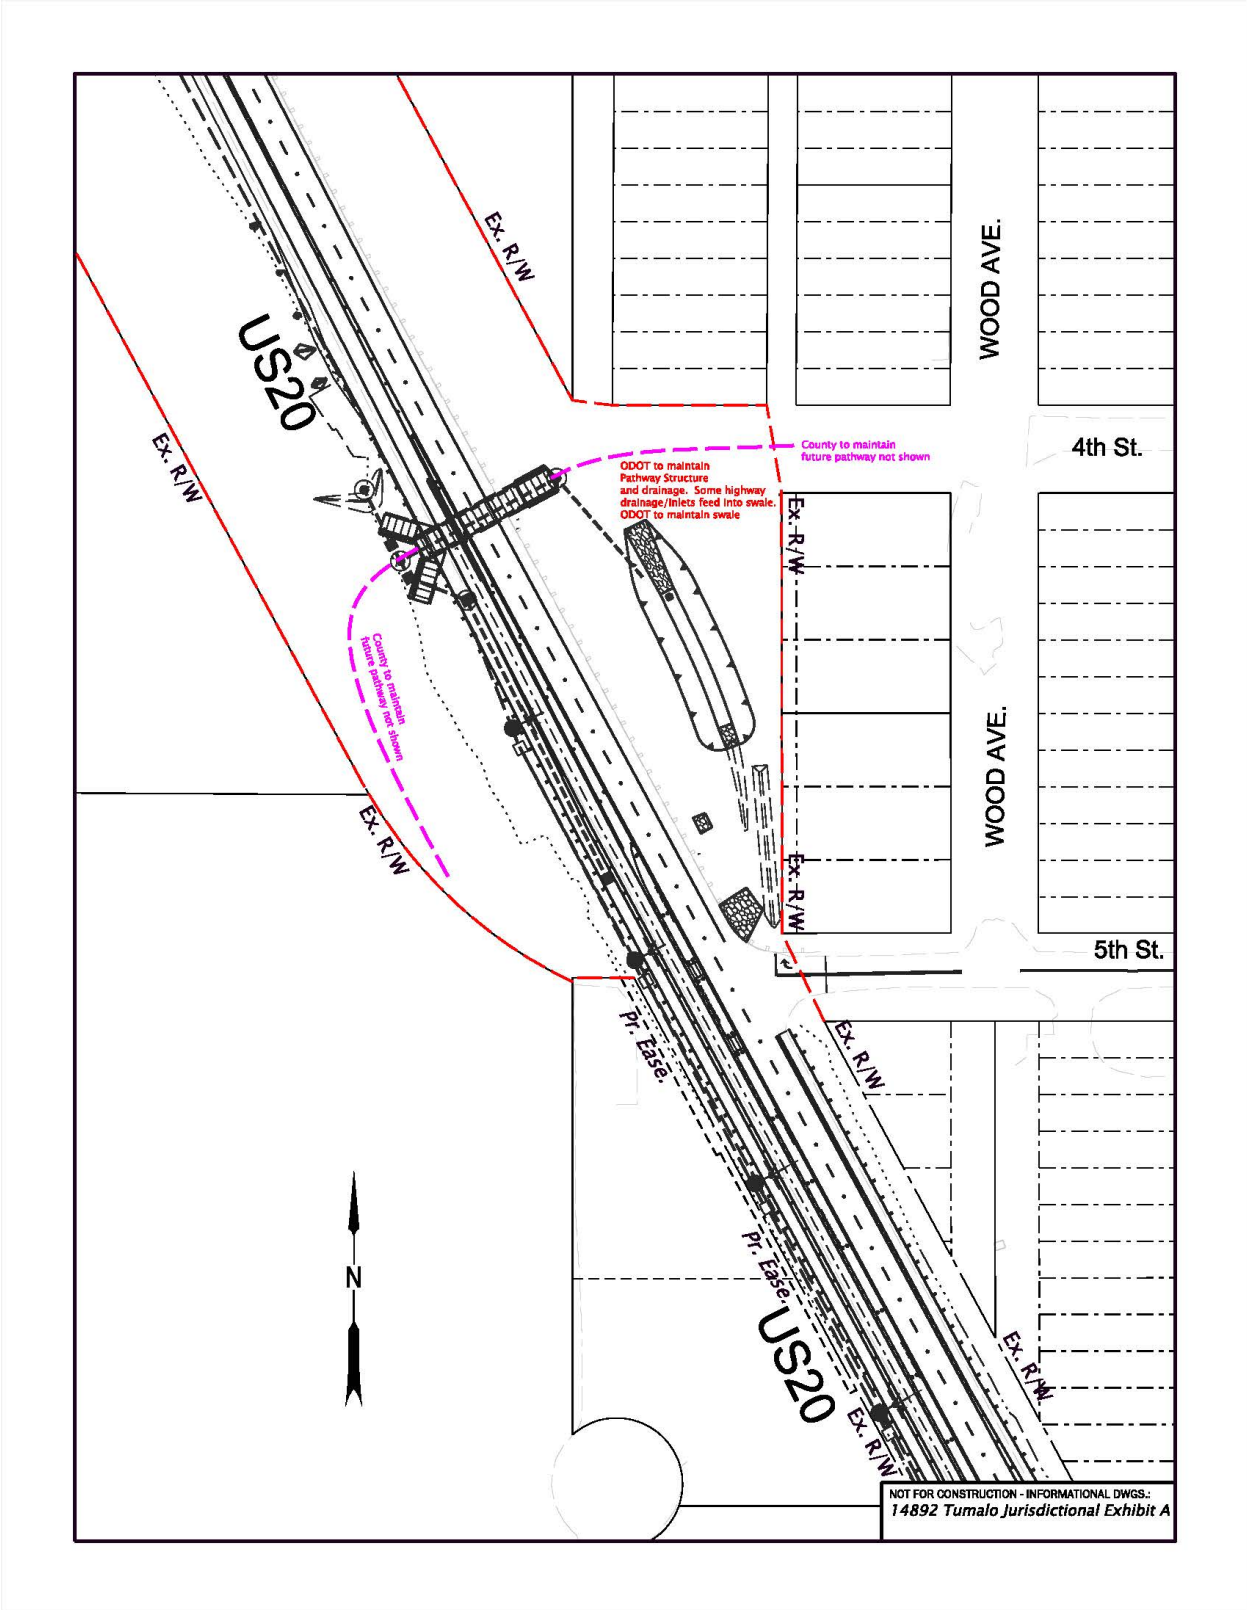 Ex. R/W
WOOD AVE.
US20
Ex. R/W
4th St.
County to maintain
future pathway not shown
ODOT to maintain
Pathway Structure
and drainage. Some highway
drainage/inlets feed into swale.
ODOT to maintain swale
Ex. R/W
County to maintain
future pathway not shown
WOOD AVE.
Ex. R/W
Ex. R/W
5th St.
Pr. Ease.
Ex. R/W
N
Pr. Ease.
US20
Ex. R/W
Ex. R/W
NOT FOR CONSTRUCTION - INFORMATIONAL DWGS.:
14892 Tumalo Jurisdictional Exhibit A